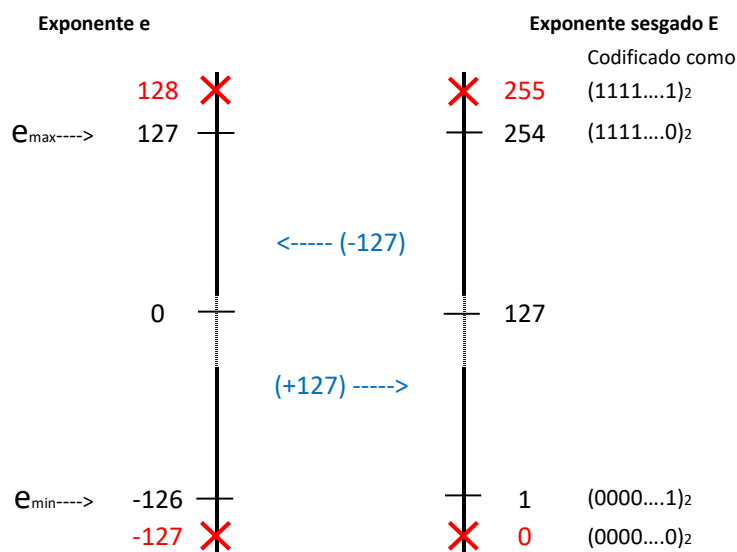 Exponente e Exponente sesgado E
Codificado como
128 255 (1111....1)2
emax----> 127 254 (1111....0)2
<----- (-127)
0 127
(+127) ----->
emin----> -126 1 (0000....1)2
-127 0 (0000....0)2